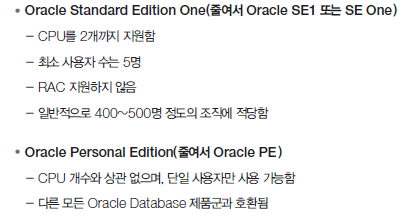 • Oracle Standard Edition One(줄여서 Oracle SE1 또는 SE One)
– CPU를 2개까지 지원함
– 최소 사용자 수는 5명
– RAC 지원하지 않음
– 일반적으로 400~500명 정도의 조직에 적당함
• Oracle Personal Edition(줄여서 Oracle PE)
– CPU 개수와 상관 없으며, 단일 사용자만 사용 가능함
– 다른 모든 Oracle Database 제품군과 호환됨